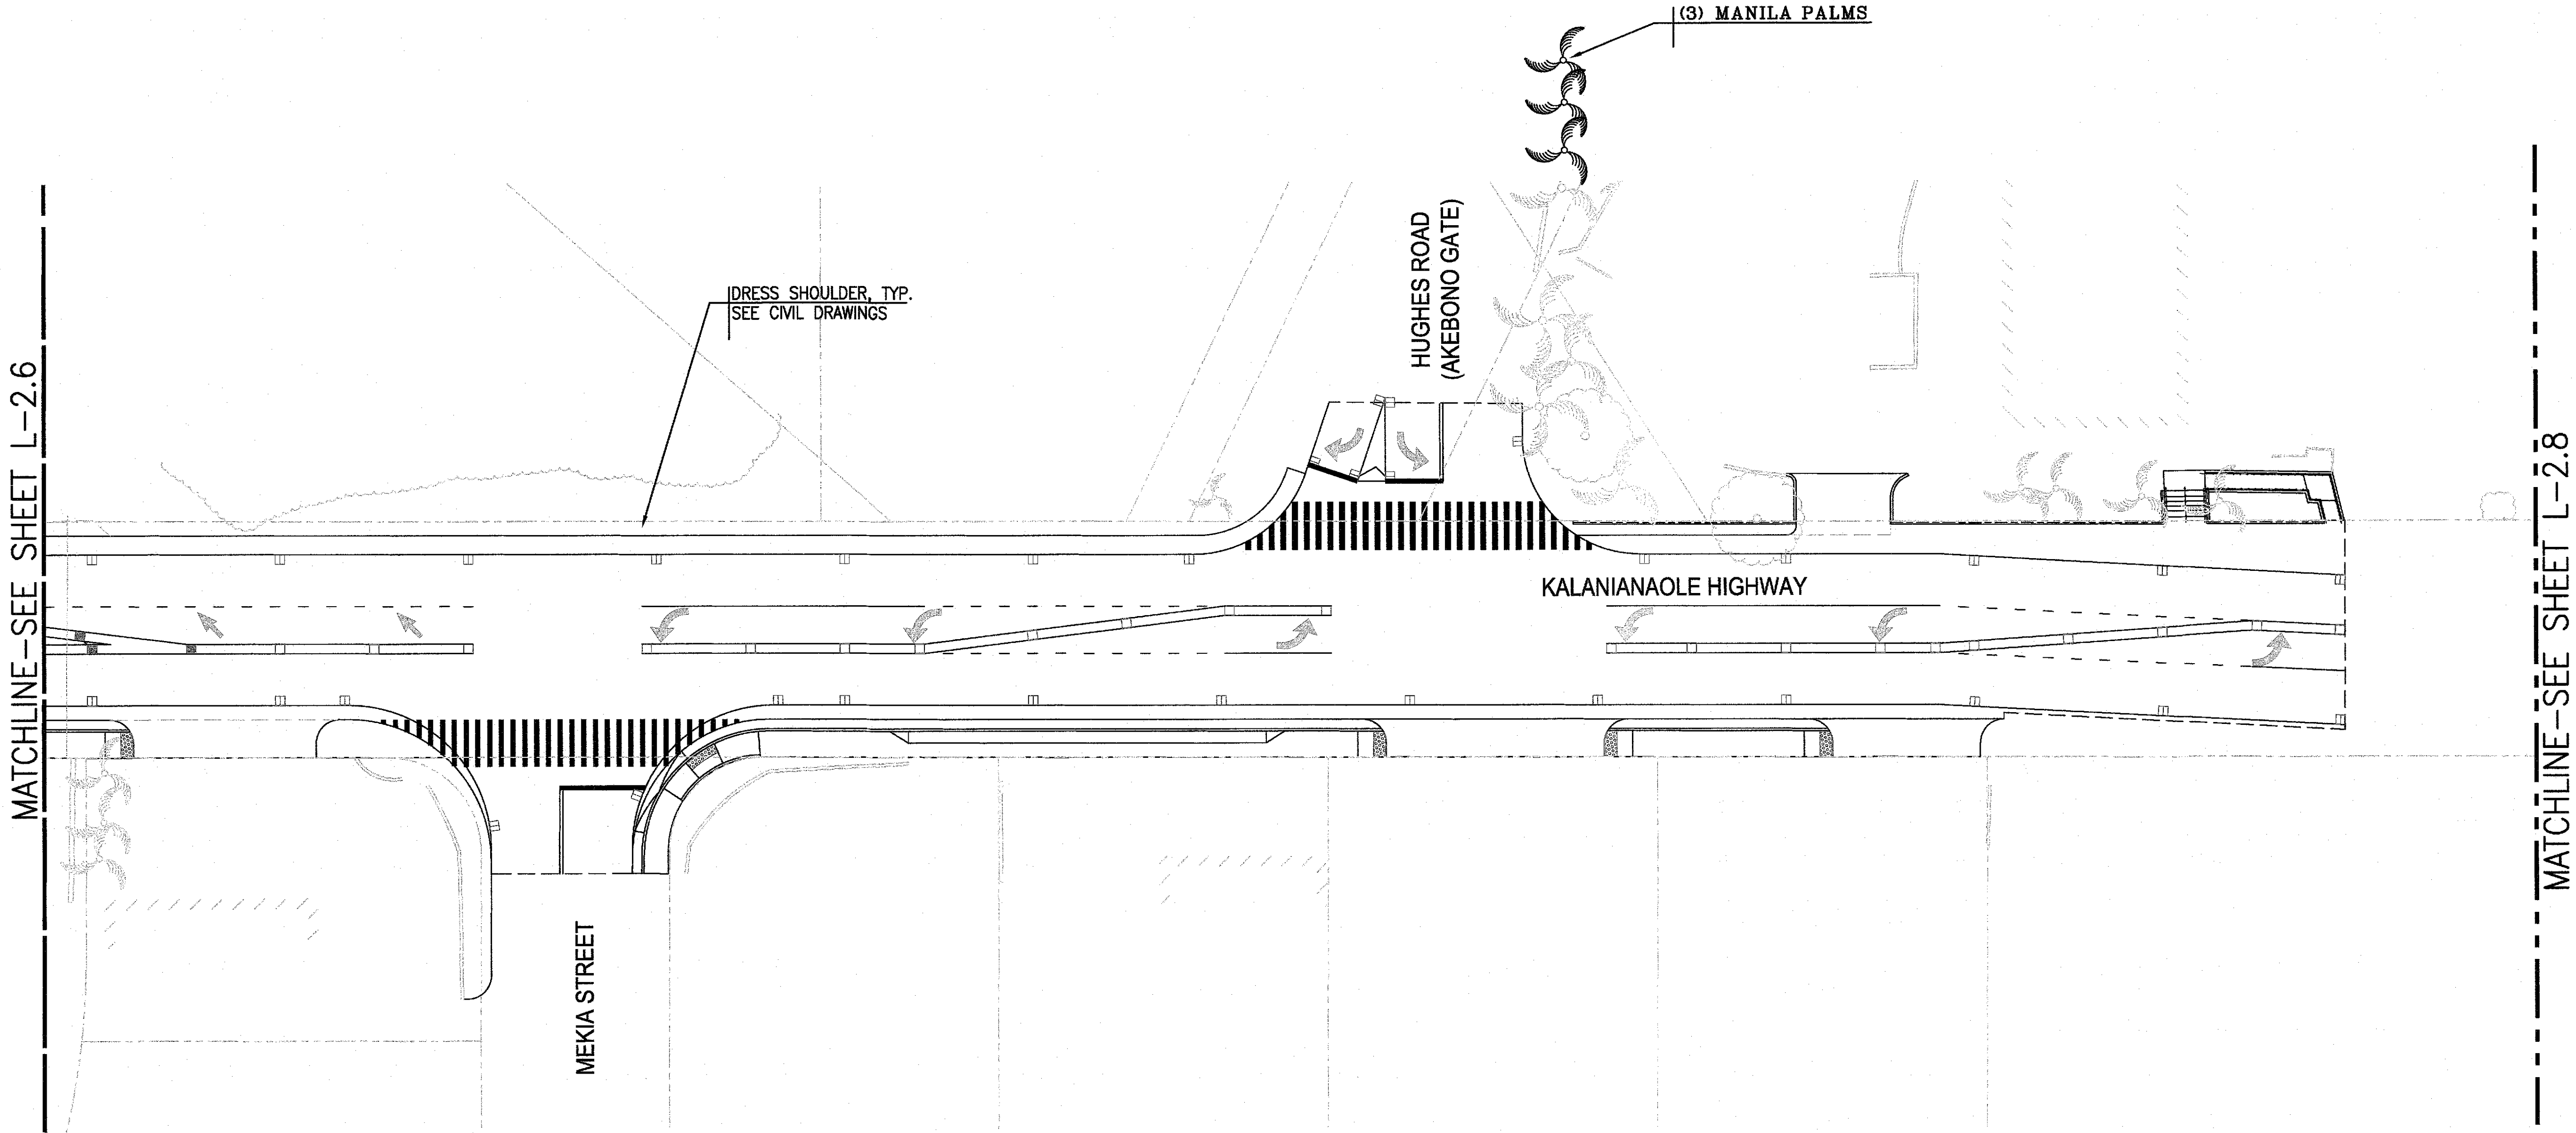 (3) MANILA PALMS
DRESS SHOULDER, TYP.
SEE CIVIL DRAWINGS
HUGHES ROAD
(AKEBONO GATE)
MATCHLINE-SEE SHEET L-2.6
KALANIANAOLE HIGHWAY
MATCHLINE-SEE SHEET L-2.8
MEKIA STREET